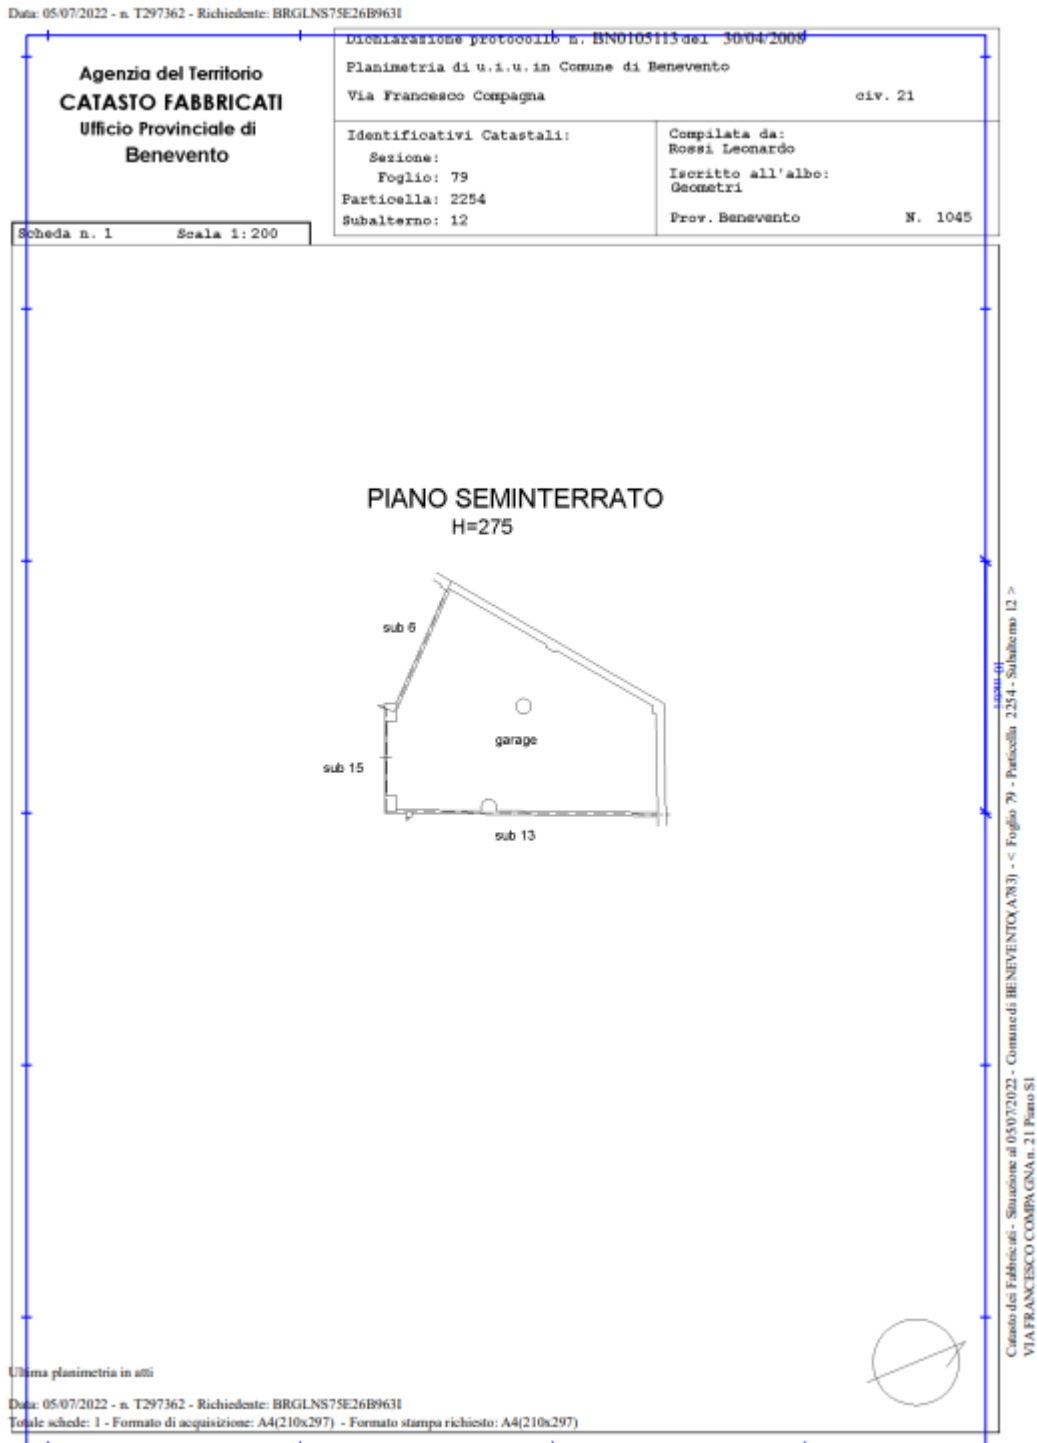 Data: 05/07/2022 - n. T297362 - Richiedente: BRGLNS75E26B963I
Agenzia del Territorio
CATASTO FABBRICATI
Ufficio Provinciale di
Benevento
Dichiarazione protocollo n. BN0105113 del 30/04/2008
Planimetria di u.i.u. in Comune di Benevento
Via Francesco Compagna civ. 21
Identificativi Catastali:
Sezione:
Foglio: 79
Particella: 2254
Subalterno: 12
Compilata da:
Rossi Leonardo
Iscritto all'albo:
Geometri
Prov. Benevento N. 1045
Scheda n. 1 Scala 1:200
PIANO SEMINTERRATO
H=275
sub 6
garage
sub 15
sub 13
10 metri
Catasto dei Fabbricati - Situazione al 05/07/2022 - Comune di BENEVENTO(A783) - < Foglio 79 - Particella 2254 - Subalterno 12 >
VIA FRANCESCO COMPAGNA n. 21 Piano S1
Ultima planimetria in atti
Data: 05/07/2022 - n. T297362 - Richiedente: BRGLNS75E26B963I
Totale schede: 1 - Formato di acquisizione: A4(210x297) - Formato stampa richiesto: A4(210x297)